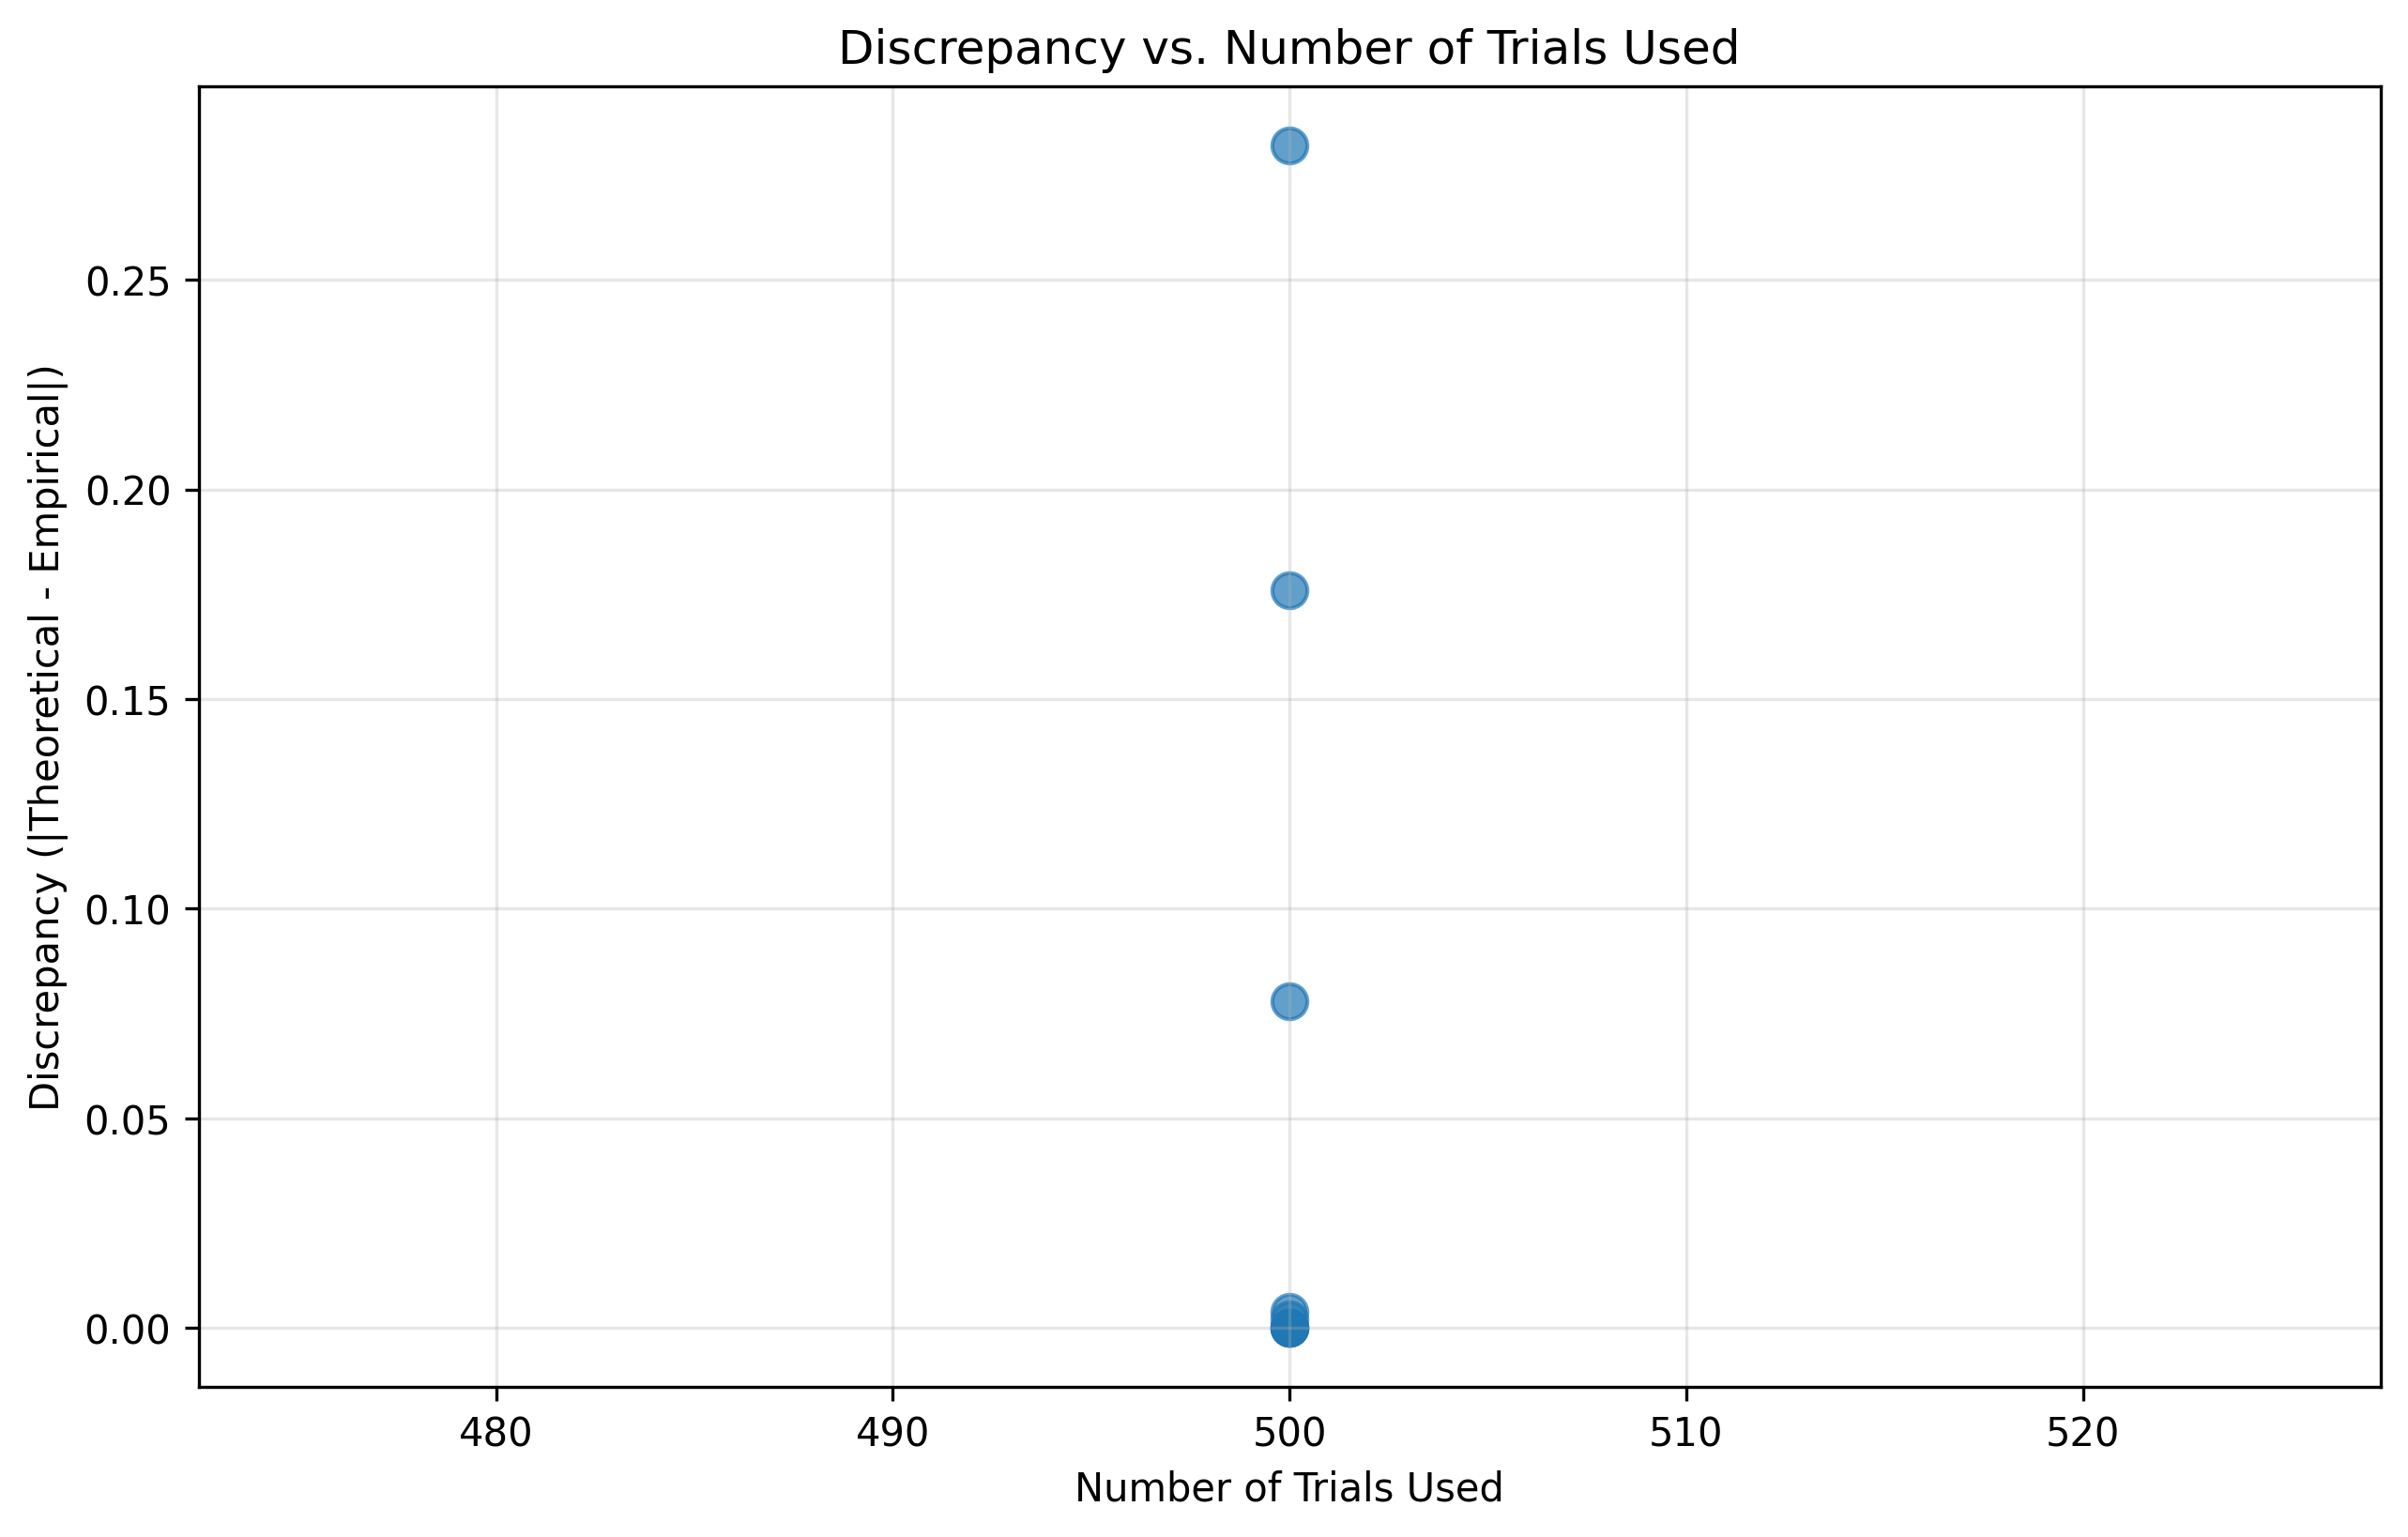 Discrepancy vs. Number of Trials Used
Discrepancy (|Theoretical - Empirical|)
0.25
0.20
0.15
0.10
0.05
0.00
480 490 500 510 520
Number of Trials Used